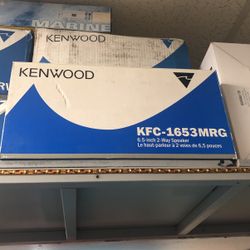 MARINE
KENWOOD
KENWOOD
KFC-1653MRG
6.5-inch 2-Way Speaker
Le haut-parleur à 2 voies de 6,5 pouces